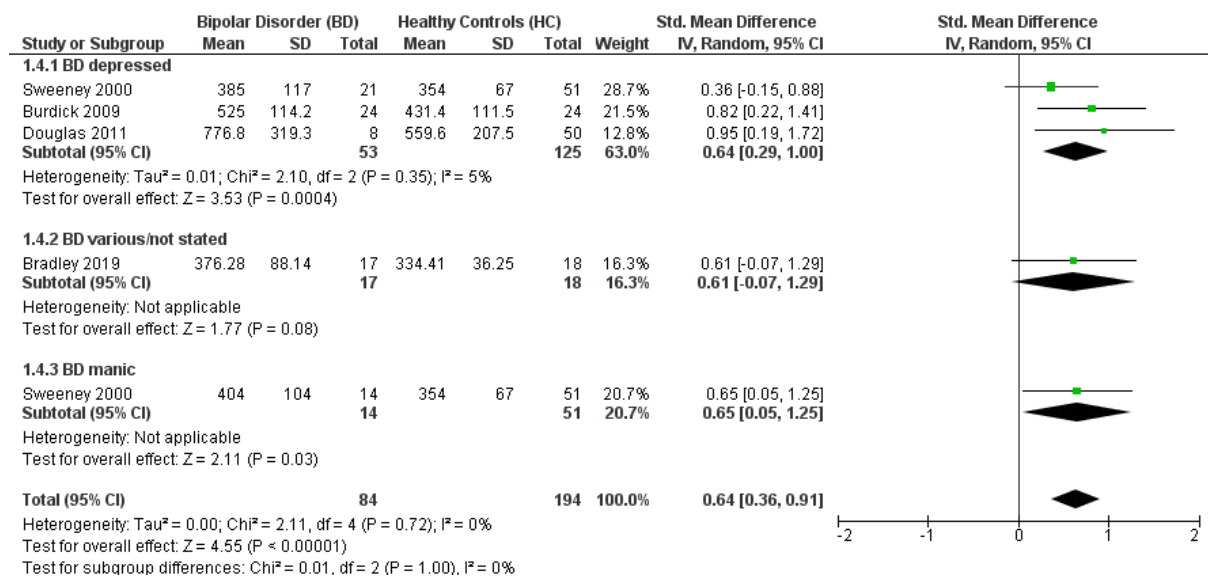 Bipolar Disorder (BD) Healthy Controls (HC) Std. Mean Difference Std. Mean Difference
Study or Subgroup Mean SD Total Mean SD Total Weight IV, Random, 95% CI IV, Random, 95% CI
1.4.1 BD depressed
Sweeney 2000 385 117 21 354 67 51 28.7% 0.36 [-0.15, 0.88]
Burdick 2009 525 114.2 24 431.4 111.5 24 21.5% 0.82 [0.22, 1.41]
Douglas 2011 776.8 319.3 8 559.6 207.5 50 12.8% 0.95 [0.19, 1.72]
Subtotal (95% CI) 53 125 63.0% 0.64 [0.29, 1.00]
Heterogeneity: Tau² = 0.01; Chi² = 2.10, df = 2 (P = 0.35); I² = 5%
Test for overall effect: Z = 3.53 (P = 0.0004)
1.4.2 BD various/not stated
Bradley 2019 376.28 88.14 17 334.41 36.25 18 16.3% 0.61 [-0.07, 1.29]
Subtotal (95% CI) 17 18 16.3% 0.61 [-0.07, 1.29]
Heterogeneity: Not applicable
Test for overall effect: Z = 1.77 (P = 0.08)
1.4.3 BD manic
Sweeney 2000 404 104 14 354 67 51 20.7% 0.65 [0.05, 1.25]
Subtotal (95% CI) 14 51 20.7% 0.65 [0.05, 1.25]
Heterogeneity: Not applicable
Test for overall effect: Z = 2.11 (P = 0.03)
Total (95% CI) 84 194 100.0% 0.64 [0.36, 0.91]
Heterogeneity: Tau² = 0.00; Chi² = 2.11, df = 4 (P = 0.72); I² = 0%
Test for overall effect: Z = 4.55 (P < 0.00001)
Test for subgroup differences: Chi² = 0.01, df = 2 (P = 1.00), I² = 0%
-2 -1 0 1 2